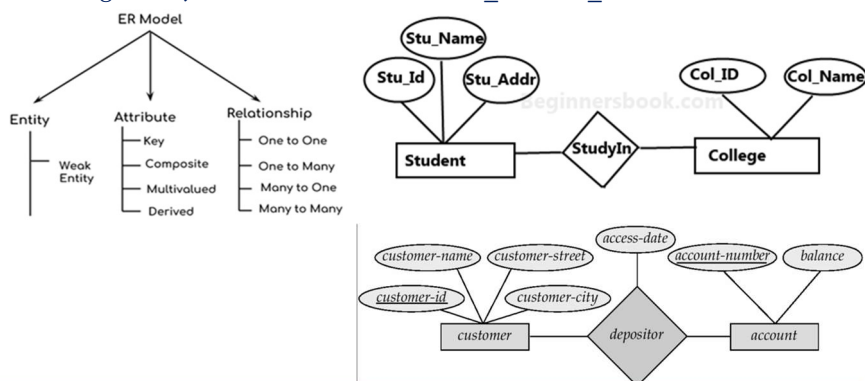 ER Model
Entity
Weak
Entity
Attribute
Key
Composite
Multivalued
Derived
Relationship
One to One
One to Many
Many to One
Many to Many
Stu_Name
Stu_Id
Stu_Addr
Col_ID
Col_Name
Beginnersbook.com
Student
StudyIn
College
access-date
customer-name
customer-street
account-number
balance
customer-id
customer-city
customer
depositor
account